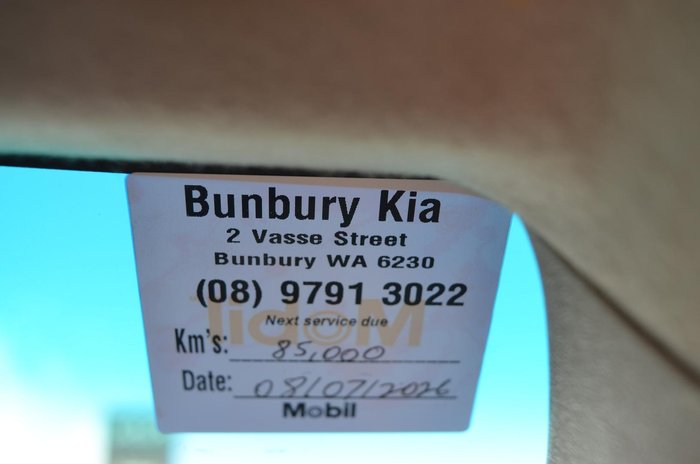 Bunbury Kia
2 Vasse Street
Bunbury WA 6230
(08) 9791 3022
Next service due
Km's: 85,000
Date: 08/07/2026
Mobil